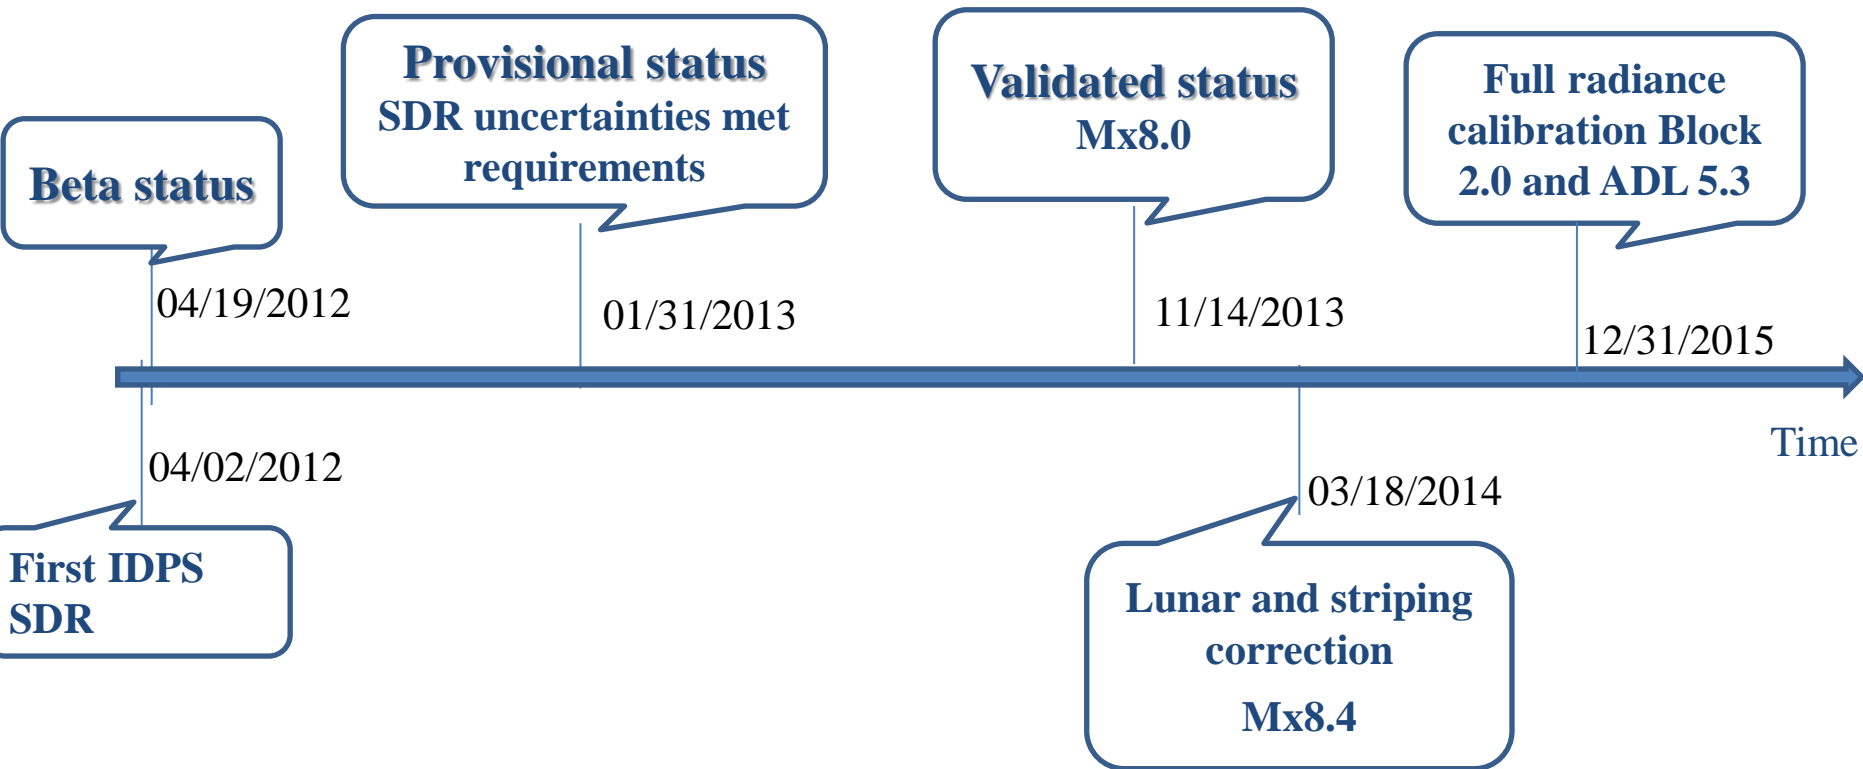 Beta status
04/19/2012
Provisional status
SDR uncertainties met
requirements
01/31/2013
Validated status
Mx8.0
11/14/2013
Full radiance
calibration Block
2.0 and ADL 5.3
12/31/2015
Time
04/02/2012
First IDPS
SDR
03/18/2014
Lunar and striping
correction
Mx8.4